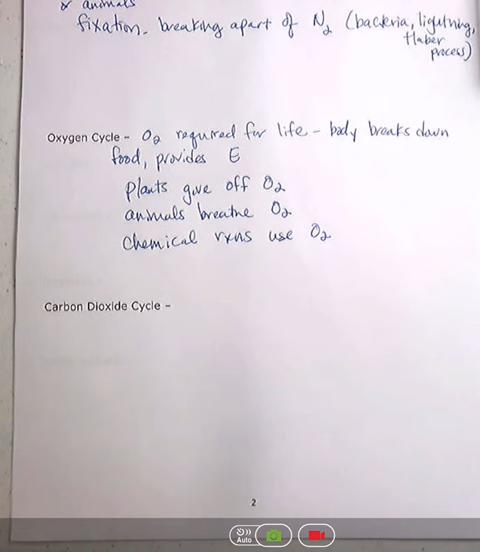 & animals
fixation - breaking apart of N₂ (bacteria, lightning,
Haber
process)
Oxygen Cycle – O₂ required for life – body breaks down
food, provides E
plants give off O₂
animals breathe O₂
chemical rxns use O₂
Carbon Dioxide Cycle –
2
Auto